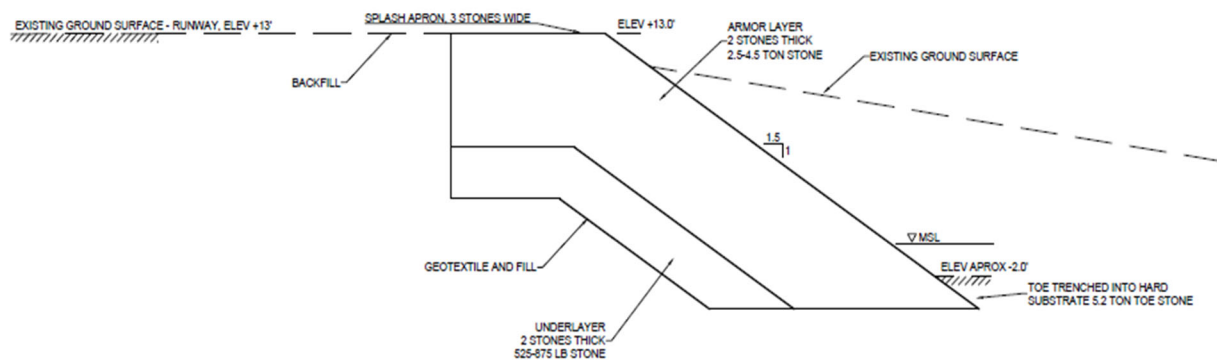 EXISTING GROUND SURFACE - RUNWAY, ELEV +13'
SPLASH APRON, 3 STONES WIDE
ELEV +13.0'
ARMOR LAYER
2 STONES THICK
2.5-4.5 TON STONE
EXISTING GROUND SURFACE
BACKFILL
1.5
1
MSL
ELEV APROX -2.0'
GEOTEXTILE AND FILL
TOE TRENCHED INTO HARD
SUBSTRATE 5.2 TON TOE STONE
UNDERLAYER
2 STONES THICK
525-875 LB STONE